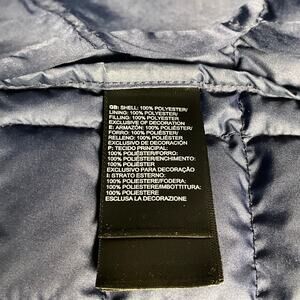 GB: SHELL: 100% POLYESTER/
LINING: 100% POLYESTER/
FILLING: 100% POLYESTER
EXCLUSIVE OF DECORATION
E: ARMAZÓN: 100% POLIÉSTER/
FORRO: 100% POLIÉSTER/
RELLENO: 100% POLIÉSTER
EXCLUSIVO DE DECORACIÓN
P: TECIDO PRINCIPAL:
100% POLIÉSTER/FORRO:
100% POLIÉSTER/ENCHIMENTO:
100% POLIÉSTER
EXCLUSIVO PARA DECORAÇÃO
I: STRATO ESTERNO:
100% POLIESTERE/FODERA:
100% POLIESTERE/IMBOTTITURA:
100% POLIESTERE
ESCLUSA LA DECORAZIONE